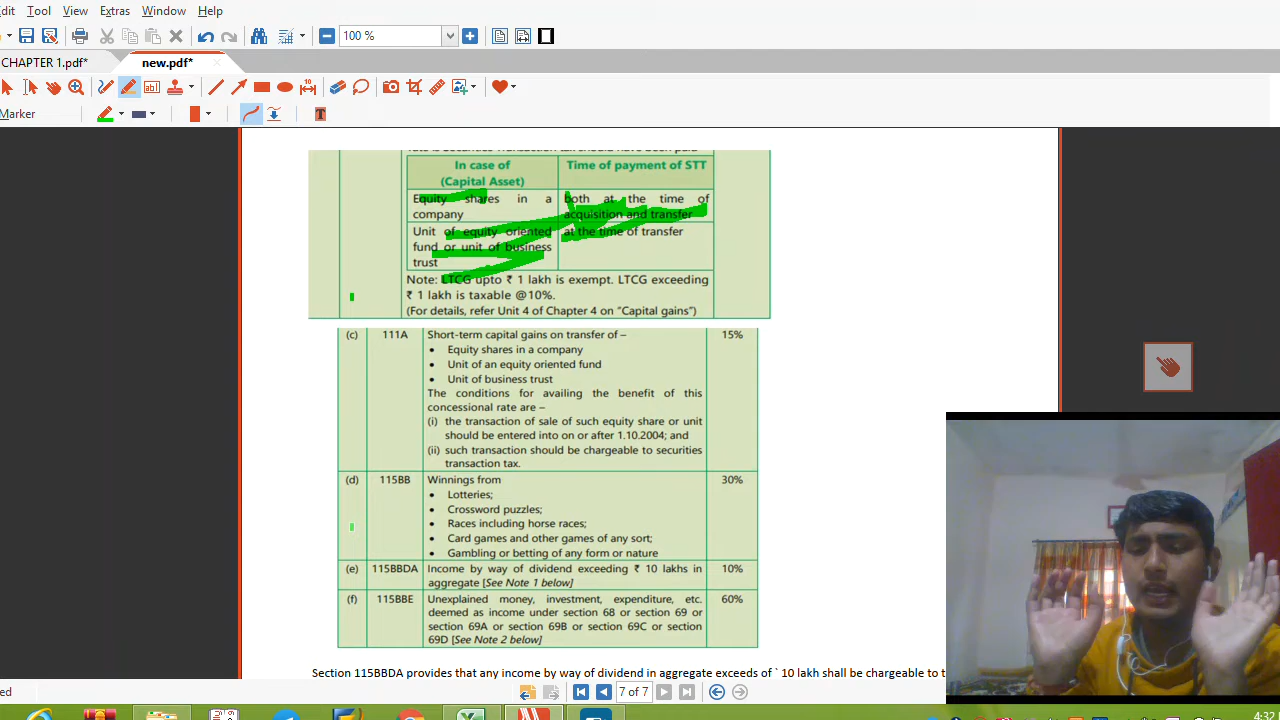 dit Tool View Extras Window Help
100 %
CHAPTER 1.pdf* new.pdf*
Marker
In case of (Capital Asset) Time of payment of STT
Equity shares in a both at the time of
company acquisition and transfer
Unit of equity oriented at the time of transfer
fund or unit of business
trust
Note: LTCG upto ₹ 1 lakh is exempt. LTCG exceeding
₹ 1 lakh is taxable @10%.
(For details, refer Unit 4 of Chapter 4 on “Capital gains”)
(c) 111A Short-term capital gains on transfer of – 15%
• Equity shares in a company
• Unit of an equity oriented fund
• Unit of business trust
The conditions for availing the benefit of this
concessional rate are –
(i) the transaction of sale of such equity share or unit
should be entered into on or after 1.10.2004; and
(ii) such transaction should be chargeable to securities
transaction tax.
(d) 115BB Winnings from 30%
• Lotteries;
• Crossword puzzles;
• Races including horse races;
• Card games and other games of any sort;
• Gambling or betting of any form or nature
(e) 115BBDA Income by way of dividend exceeding ₹ 10 lakhs in 10%
aggregate [See Note 1 below]
(f) 115BBE Unexplained money, investment, expenditure, etc. 60%
deemed as income under section 68 or section 69 or
section 69A or section 69B or section 69C or section
69D [See Note 2 below]
Section 115BBDA provides that any income by way of dividend in aggregate exceeds of ` 10 lakh shall be chargeable to t
ed 7 of 7
4:32